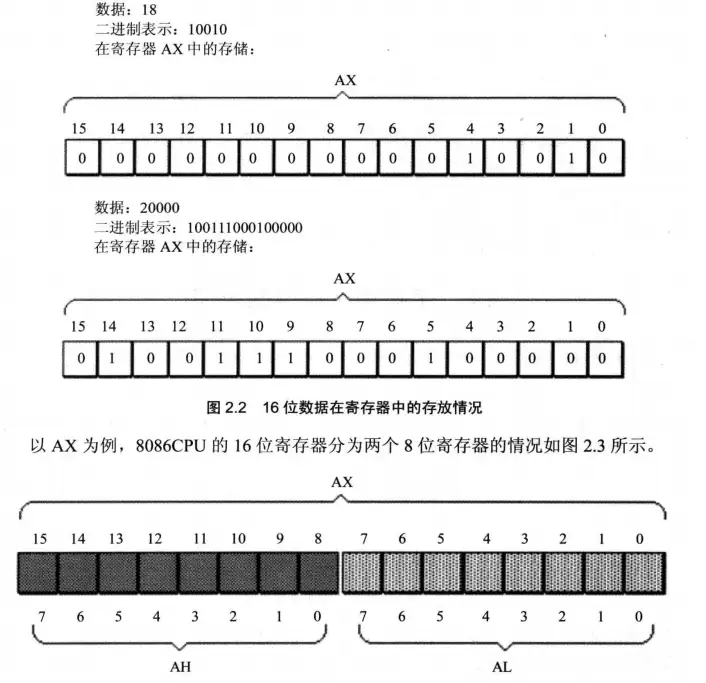 数据：18
二进制表示：10010
在寄存器 AX 中的存储：
AX
15 14 13 12 11 10 9 8 7 6 5 4 3 2 1 0
0 0 0 0 0 0 0 0 0 0 0 1 0 0 1 0
数据：20000
二进制表示：100111000100000
在寄存器 AX 中的存储：
AX
15 14 13 12 11 10 9 8 7 6 5 4 3 2 1 0
0 1 0 0 1 1 1 0 0 0 1 0 0 0 0 0
图 2.2 16 位数据在寄存器中的存放情况
以 AX 为例，8086CPU 的 16 位寄存器分为两个 8 位寄存器的情况如图 2.3 所示。
AX
15 14 13 12 11 10 9 8 7 6 5 4 3 2 1 0
7 6 5 4 3 2 1 0 7 6 5 4 3 2 1 0
AH AL